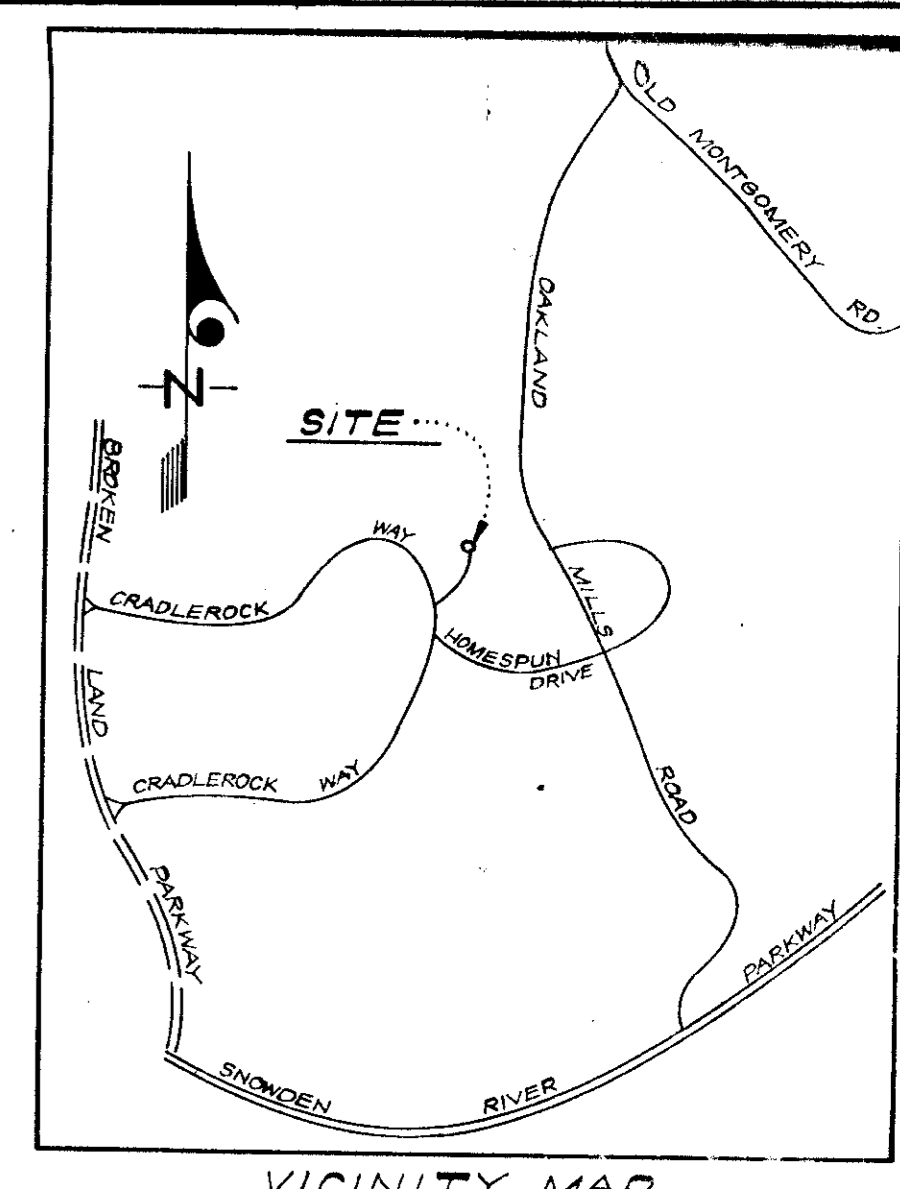 OLD MONTGOMERY RD.
OAKLAND MILLS ROAD
N
SITE
BROKEN LAND PARKWAY
CRADLEROCK WAY
HOMESPUN DRIVE
CRADLEROCK WAY
SNOWDEN RIVER PARKWAY
VICINITY MAP